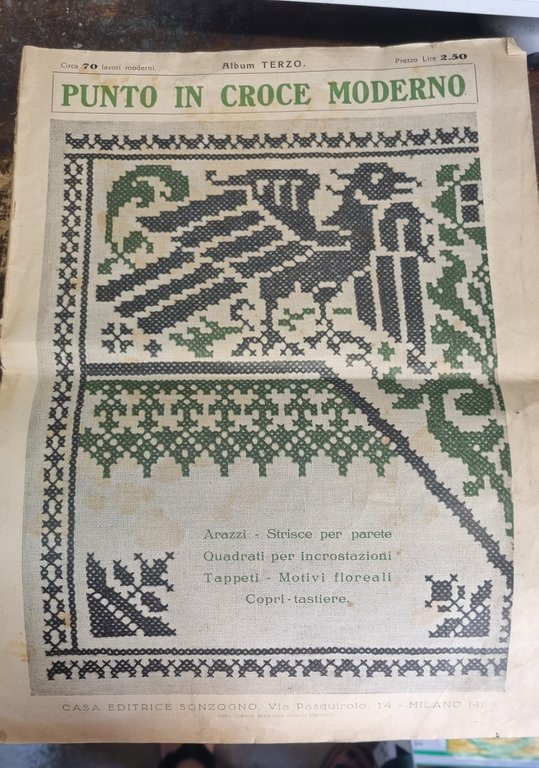 Circa 70 lavori moderni.
Album TERZO.
Prezzo Lire 2.50
PUNTO IN CROCE MODERNO
Arazzi - Strisce per parete
Quadrati per incrostazioni
Tappeti - Motivi floreali
Copri-tastiere.
CASA EDITRICE SONZOGNO, Via Pasquirolo, 14 - MILANO (4)